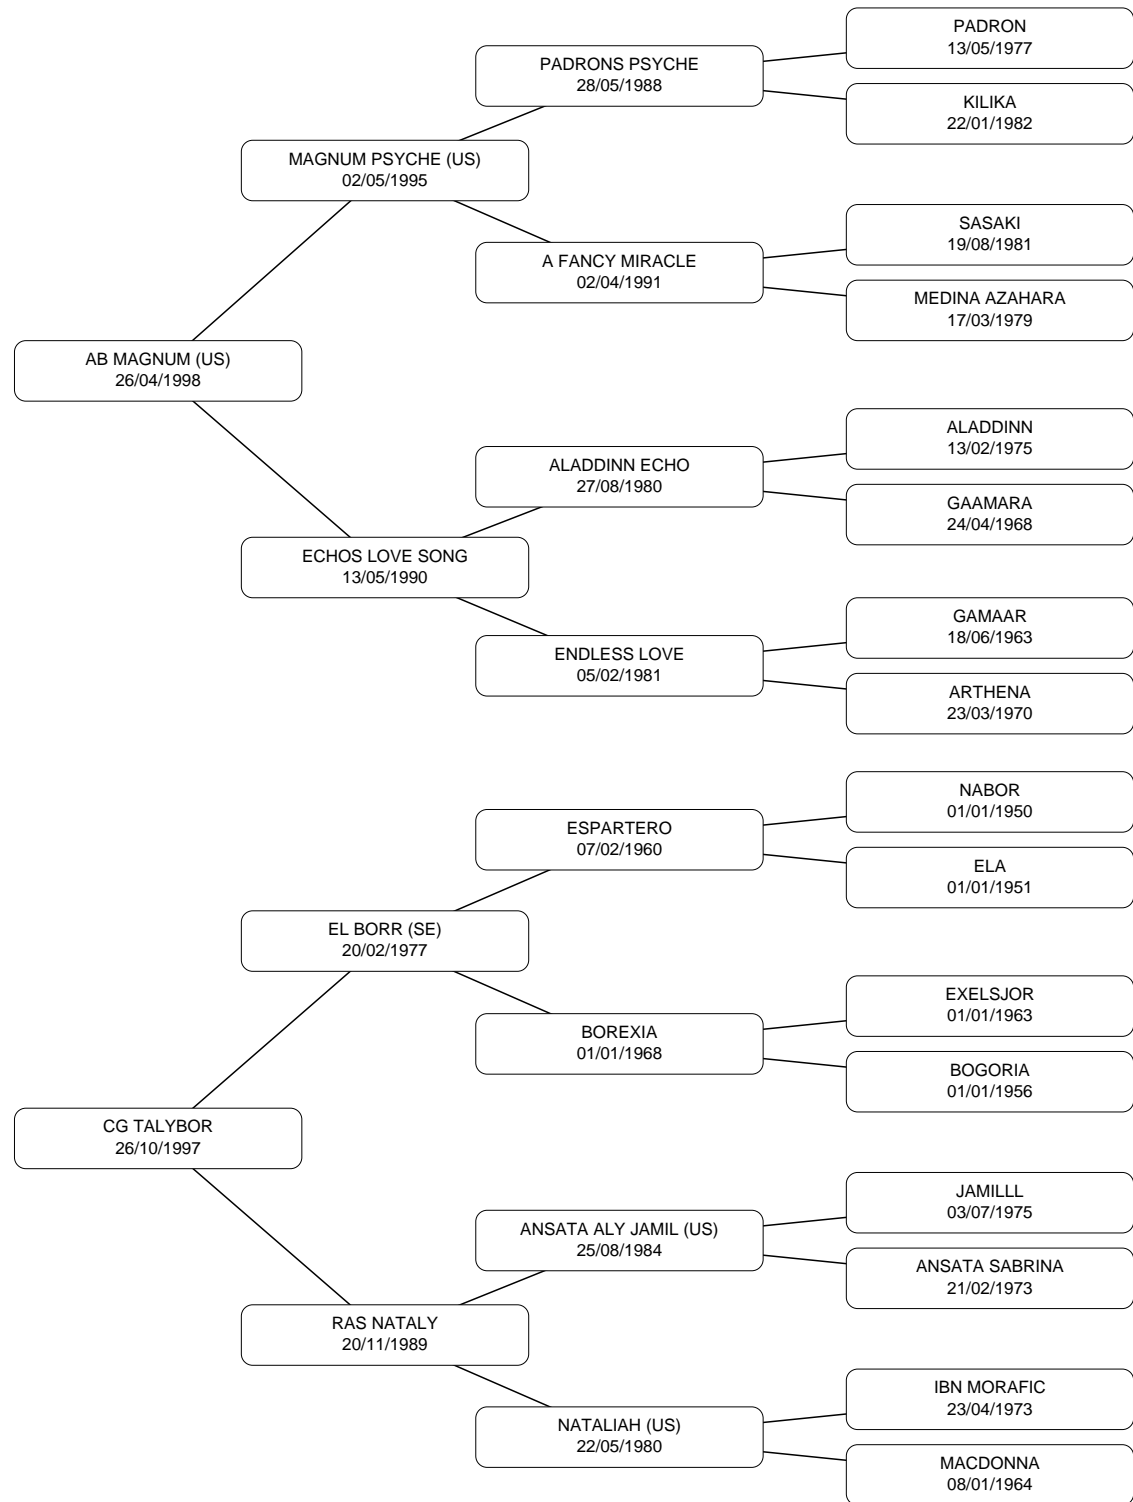 PADRON
13/05/1977
PADRONS PSYCHE
28/05/1988
KILIKA
22/01/1982
MAGNUM PSYCHE (US)
02/05/1995
SASAKI
19/08/1981
A FANCY MIRACLE
02/04/1991
MEDINA AZAHARA
17/03/1979
AB MAGNUM (US)
26/04/1998
ALADDINN
13/02/1975
ALADDINN ECHO
27/08/1980
GAAMARA
24/04/1968
ECHOS LOVE SONG
13/05/1990
GAMAAR
18/06/1963
ENDLESS LOVE
05/02/1981
ARTHENA
23/03/1970
NABOR
01/01/1950
ESPARTERO
07/02/1960
ELA
01/01/1951
EL BORR (SE)
20/02/1977
EXELSJOR
01/01/1963
BOREXIA
01/01/1968
BOGORIA
01/01/1956
CG TALYBOR
26/10/1997
JAMILLL
03/07/1975
ANSATA ALY JAMIL (US)
25/08/1984
ANSATA SABRINA
21/02/1973
RAS NATALY
20/11/1989
IBN MORAFIC
23/04/1973
NATALIAH (US)
22/05/1980
MACDONNA
08/01/1964